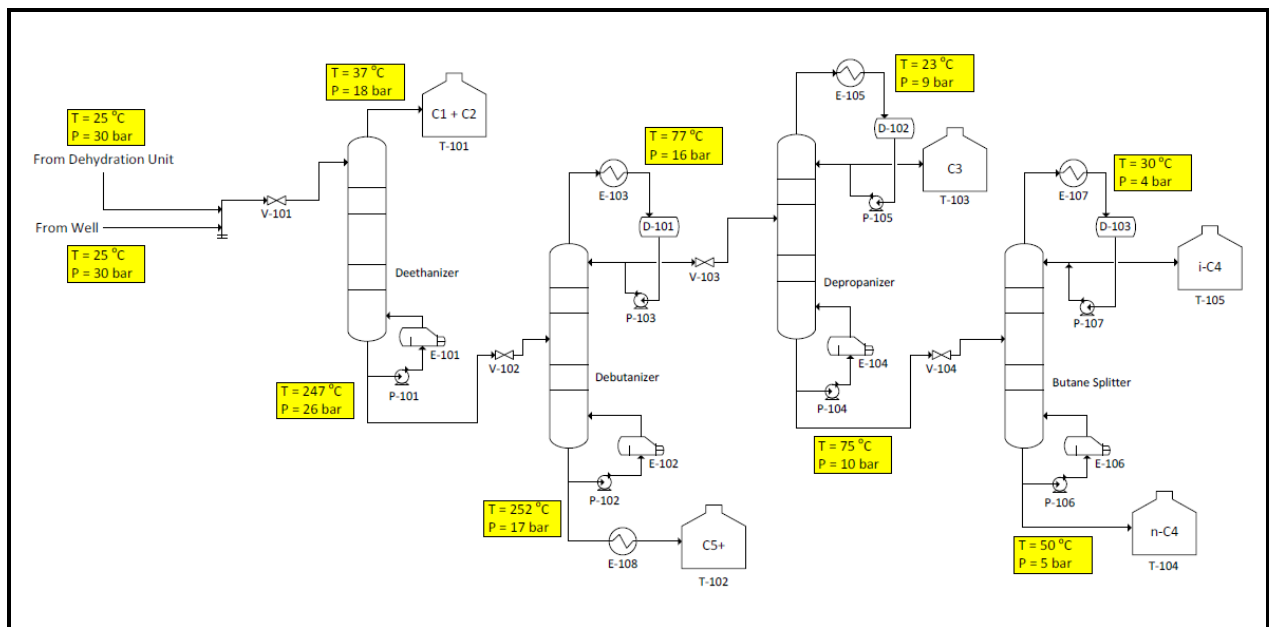 T = 37 °C
P = 18 bar
C1 + C2
T-101
T = 25 °C
P = 30 bar
From Dehydration Unit
V-101
From Well
T = 25 °C
P = 30 bar
Deethanizer
E-101
P-101
T = 247 °C
P = 26 bar
V-102
T = 77 °C
P = 16 bar
E-103
D-101
P-103
V-103
Debutanizer
E-102
P-102
T = 252 °C
P = 17 bar
E-108
C5+
T-102
T = 23 °C
P = 9 bar
E-105
D-102
C3
T-103
P-105
Depropanizer
E-104
P-104
T = 75 °C
P = 10 bar
V-104
T = 30 °C
P = 4 bar
E-107
D-103
i-C4
T-105
P-107
Butane Splitter
E-106
P-106
T = 50 °C
P = 5 bar
n-C4
T-104